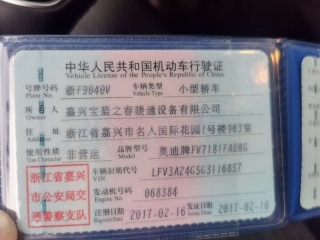 中华人民共和国机动车行驶证
Vehicle License of the People's Republic of China
号牌号码 浙F9040V 车辆类型 小型轿车
Plate No. Vehicle Type
所有人 嘉兴宝蓝之春暖通设备有限公司
Owner
住址 浙江省嘉兴市名人国际花园1号楼903室
Address
使用性质 非营运 品牌型号 奥迪牌FV7181FADBG
Use Character Model
浙江省嘉兴
市公安局交
通警察支队
车辆识别代号 LFV3A24G5G3116857
VIN
发动机号码 068384
Engine No.
注册日期 2017-02-16 发证日期 2017-02-16
Register Date Issue Date